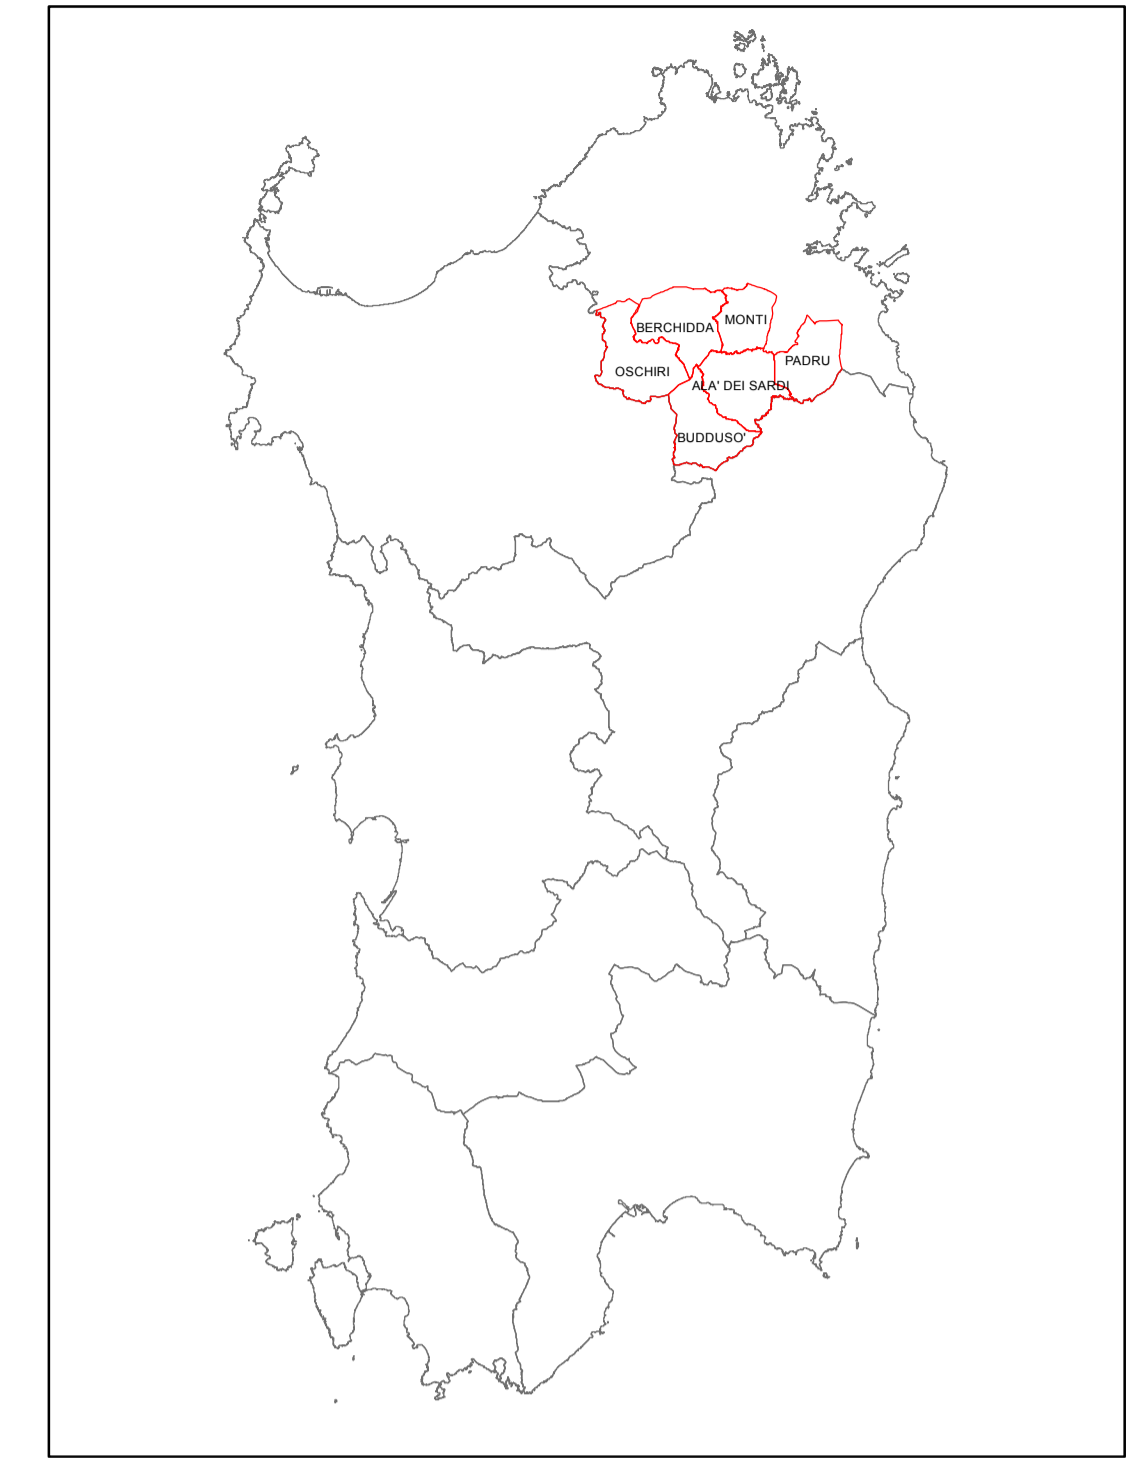 MONTI
BERCHIDDA
PADRU
OSCHIRI
ALA' DEI SARDI
BUDDUSO'